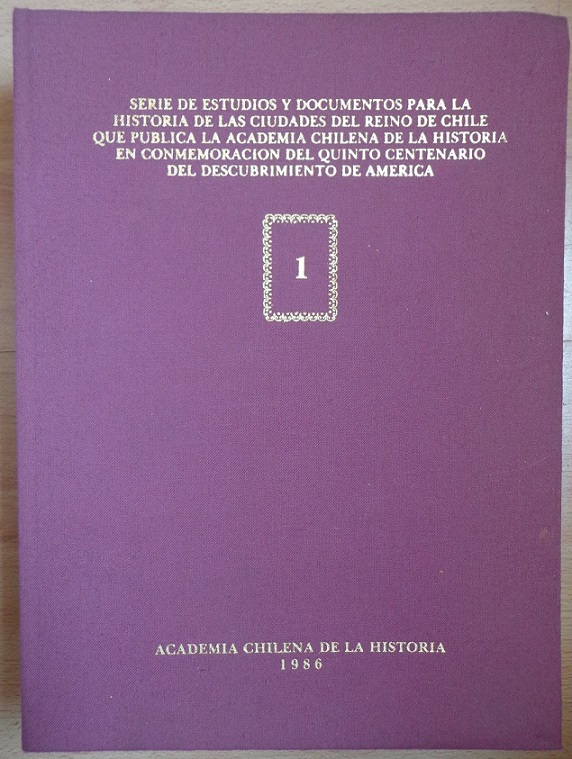 SERIE DE ESTUDIOS Y DOCUMENTOS PARA LA
HISTORIA DE LAS CIUDADES DEL REINO DE CHILE
QUE PUBLICA LA ACADEMIA CHILENA DE LA HISTORIA
EN CONMEMORACION DEL QUINTO CENTENARIO
DEL DESCUBRIMIENTO DE AMERICA
1
ACADEMIA CHILENA DE LA HISTORIA
1986